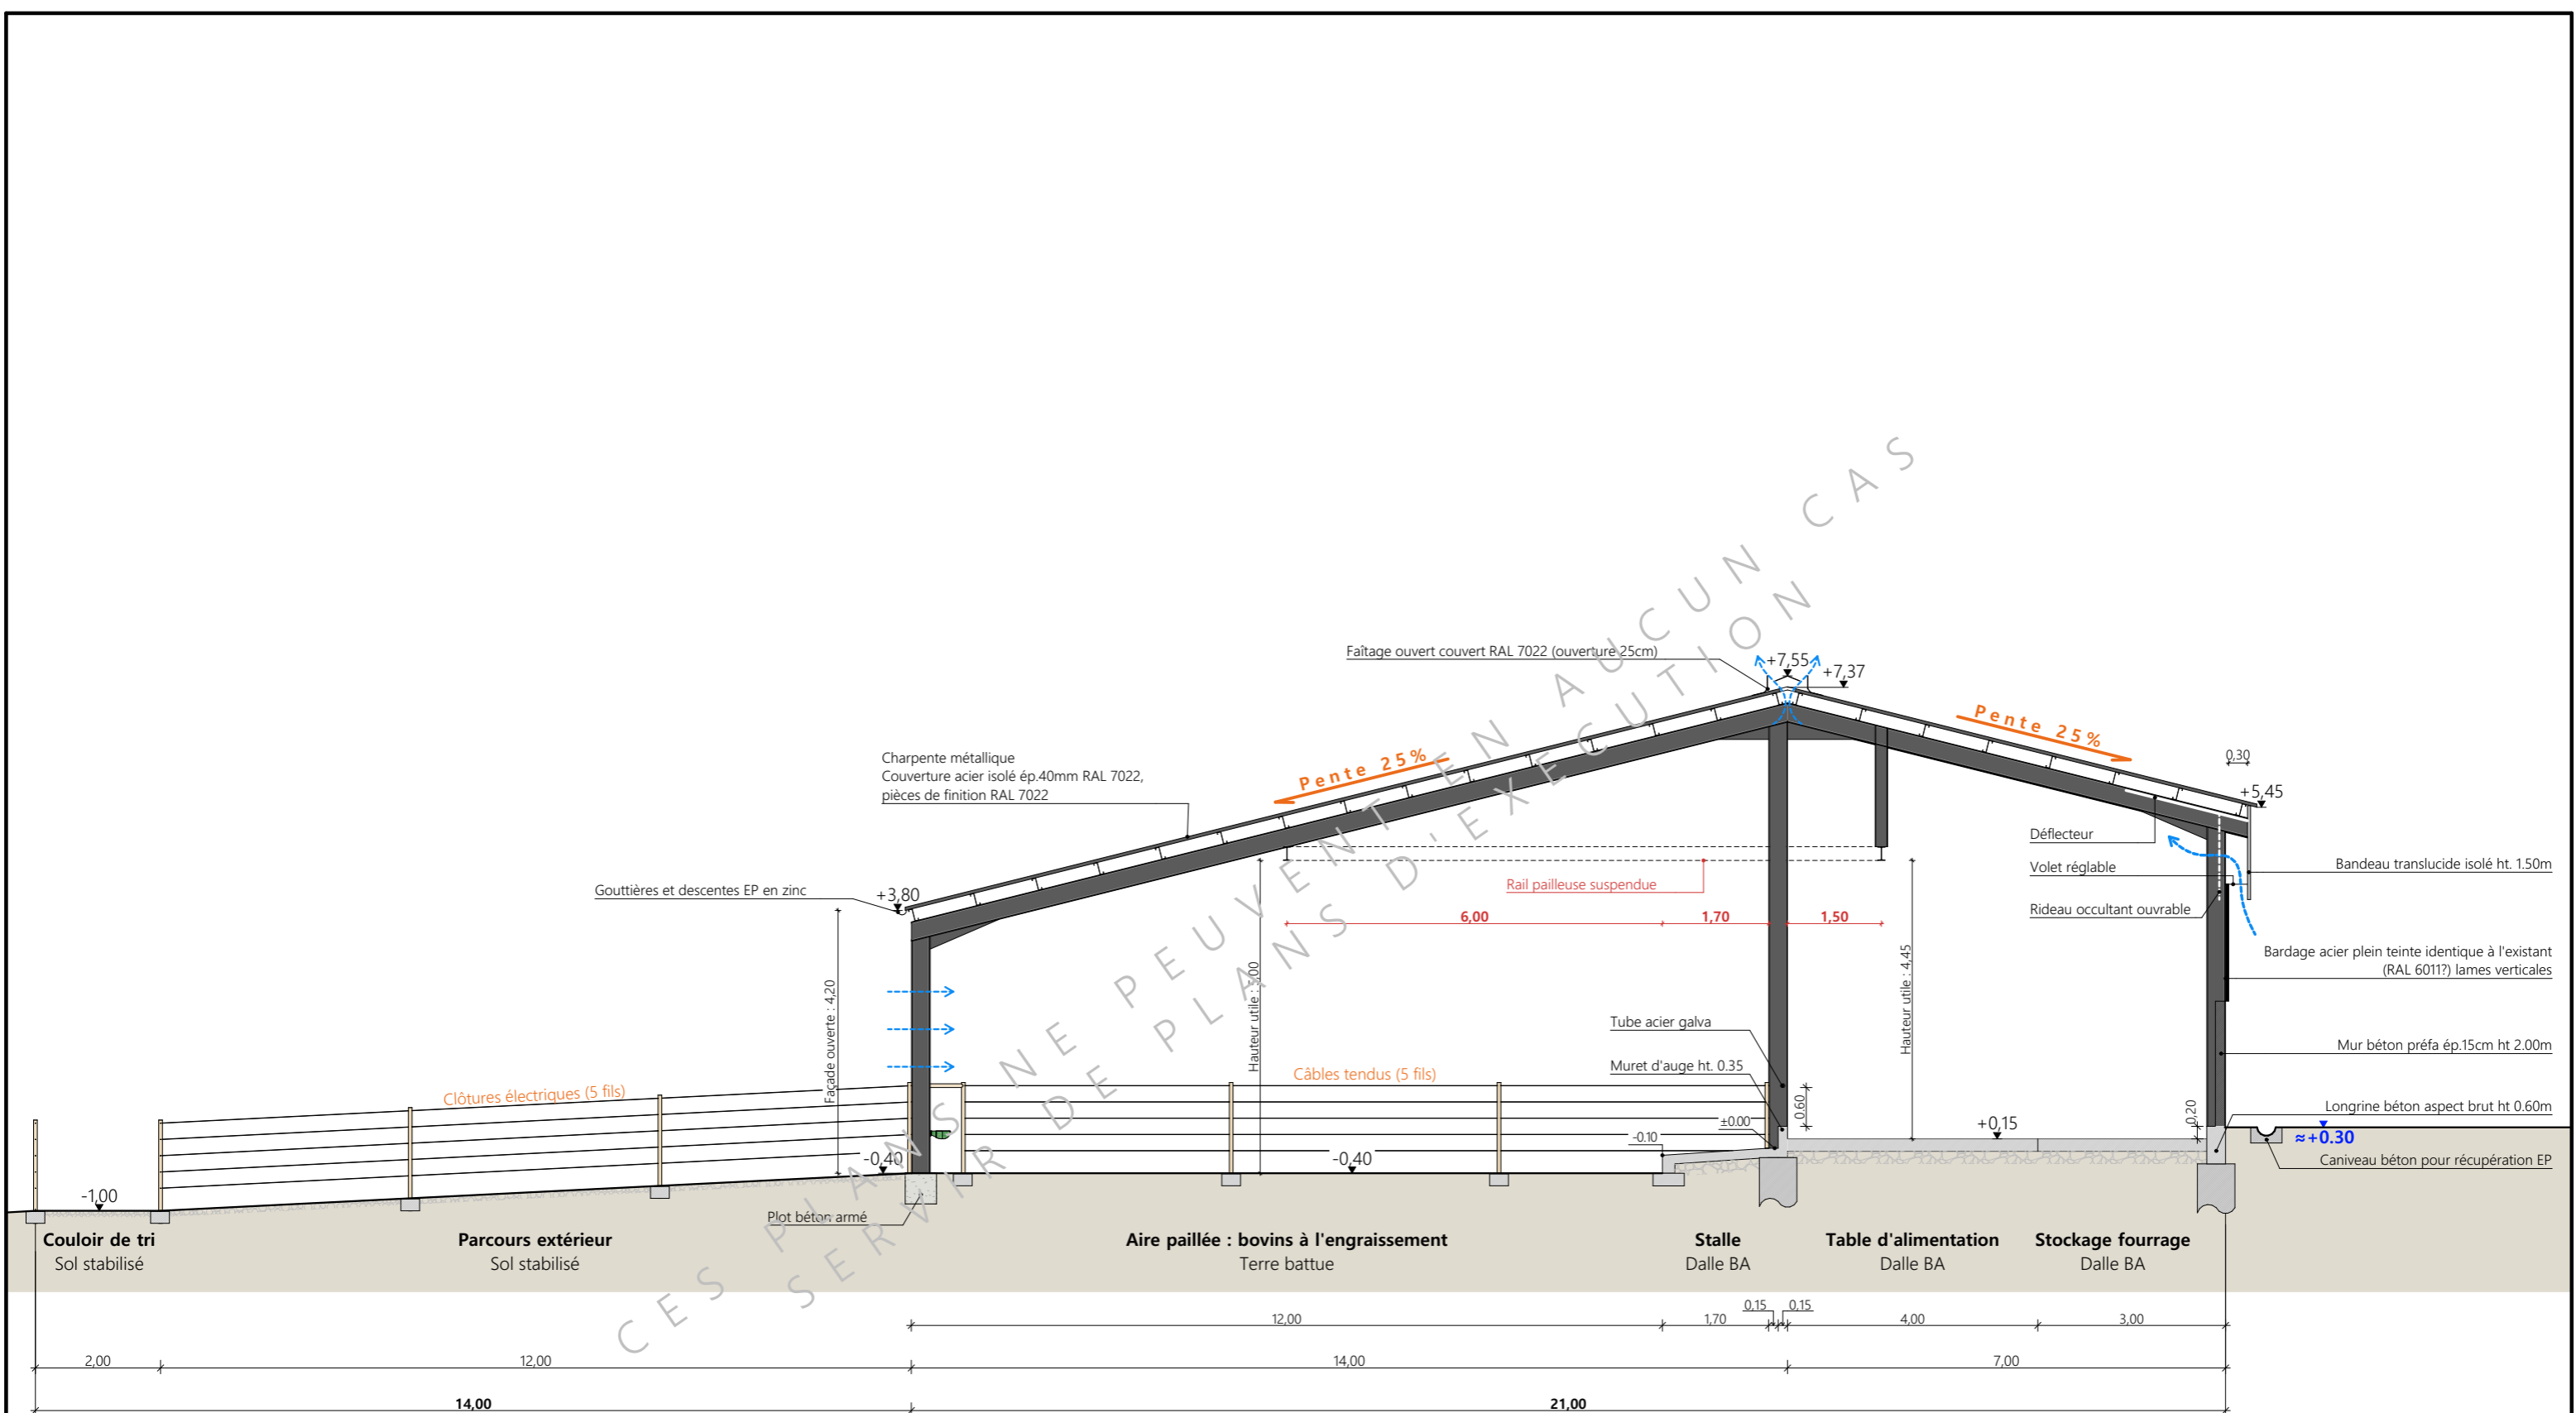 Faîtage ouvert couvert RAL 7022 (ouverture 25cm)
+7,55
+7,37
Pente 25%
Pente 25%
0,30
+5,45
Charpente métallique
Couverture acier isolé ép.40mm RAL 7022,
pièces de finition RAL 7022
Déflecteur
Volet réglable
Bandeau translucide isolé ht. 1.50m
Rideau occultant ouvrable
Gouttières et descentes EP en zinc
+3,80
Rail pailleuse suspendue
6,00
1,70
1,50
Bardage acier plein teinte identique à l'existant
(RAL 6011?) lames verticales
Façade ouverte : 4,20
Hauteur utile : 5,00
Hauteur utile : 4,45
Tube acier galva
Muret d'auge ht. 0.35
Mur béton préfa ép.15cm ht 2.00m
Clôtures électriques (5 fils)
Câbles tendus (5 fils)
0.60
±0.00
-0.10
+0,15
0,20
Longrine béton aspect brut ht 0.60m
≈+0.30
Caniveau béton pour récupération EP
-0,40
-0,40
-1,00
Plot béton armé
Couloir de tri
Sol stabilisé
Parcours extérieur
Sol stabilisé
Aire paillée : bovins à l'engraissement
Terre battue
Stalle
Dalle BA
Table d'alimentation
Dalle BA
Stockage fourrage
Dalle BA
12,00
1,70
0,15
0,15
4,00
3,00
2,00
12,00
14,00
7,00
14,00
21,00
CES PLANS NE PEUVENT EN AUCUN CAS
SERVIR DE PLANS D'EXECUTION